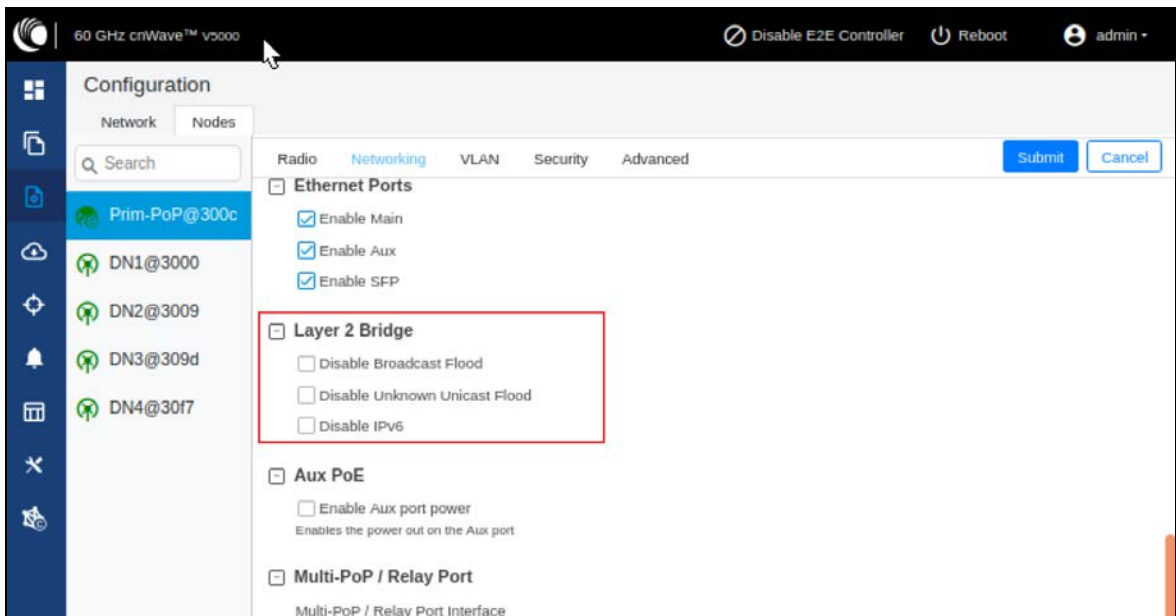 60 GHz cnWave™ V5000
Disable E2E Controller
Reboot
admin
Configuration
Network Nodes
Search
Radio Networking VLAN Security Advanced
Submit Cancel
Prim-PoP@300c
DN1@3000
DN2@3009
DN3@309d
DN4@30f7
Ethernet Ports
Enable Main
Enable Aux
Enable SFP
Layer 2 Bridge
Disable Broadcast Flood
Disable Unknown Unicast Flood
Disable IPv6
Aux PoE
Enable Aux port power
Enables the power out on the Aux port
Multi-PoP / Relay Port
Multi-PoP / Relay Port Interface